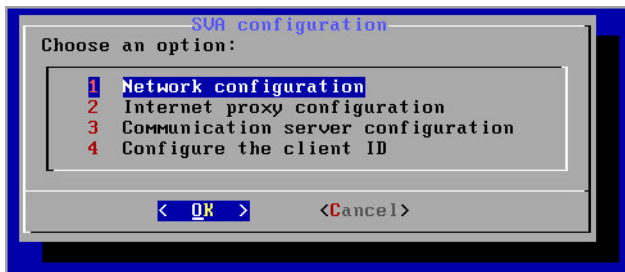 SVA configuration
Choose an option:
1 Network configuration
2 Internet proxy configuration
3 Communication server configuration
4 Configure the client ID
< OK > <Cancel>